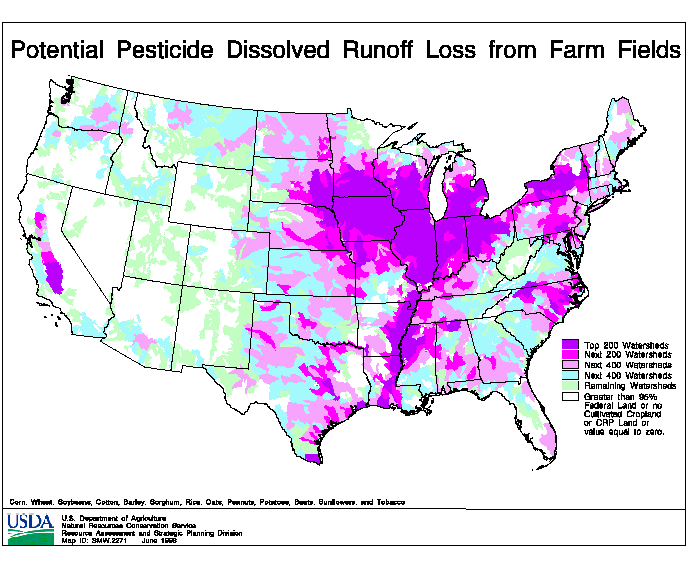 Potential Pesticide Dissolved Runoff Loss from Farm Fields
Top 200 Watersheds
Next 200 Watersheds
Next 400 Watersheds
Next 400 Watersheds
Remaining Watersheds
Greater than 95%
Federal Land or no
Cultivated Cropland
or CRP Land or
value equal to zero.
Corn, Wheat, Soybeans, Cotton, Barley, Sorghum, Rice, Oats, Peanuts, Potatoes, Beets, Sunflowers, and Tobacco
USDA
U.S. Department of Agriculture
Natural Resources Conservation Service
Resource Assessment and Strategic Planning Division
Map ID: SMW.2271 June 1998